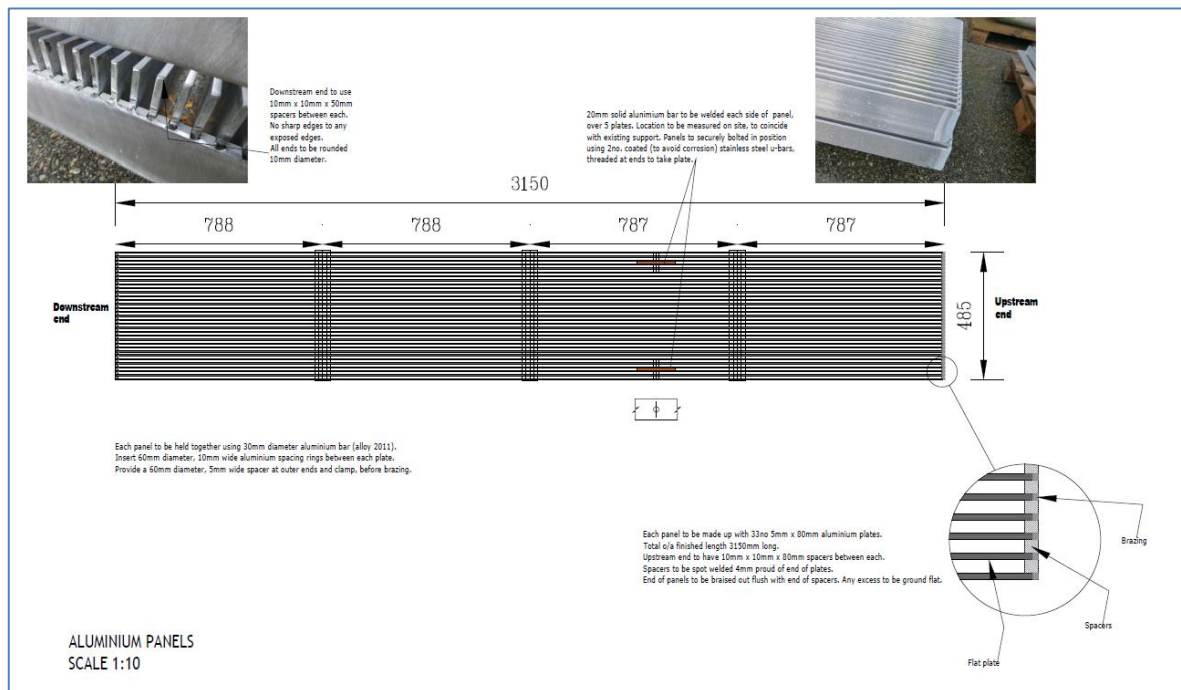 Downstream end to use
10mm x 10mm x 50mm
spacers between each.
No sharp edges to any
exposed edges.
All ends to be rounded
10mm diameter.
20mm solid alunimium bar to be welded each side of panel,
over 5 plates. Location to be measured on site, to coincide
with existing support. Panels to securely bolted in position
using 2no. coated (to avoid corrosion) stainless steel u-bars,
threaded at ends to take plate.
3150
788
788
787
787
Downstream
end
485
Upstream
end
Each panel to be held together using 30mm diameter aluminium bar (alloy 2011).
Insert 60mm diameter, 10mm wide aluminium spacing rings between each plate.
Provide a 60mm diameter, 5mm wide spacer at outer ends and clamp, before brazing.
Each panel to be made up with 33no 5mm x 80mm aluminium plates.
Total o/a finished length 3150mm long.
Upstream end to have 10mm x 10mm x 80mm spacers between each.
Spacers to be spot welded 4mm proud of end of plates.
End of panels to be braised out flush with end of spacers. Any excess to be ground flat.
Brazing
Spacers
Flat plate
ALUMINIUM PANELS
SCALE 1:10